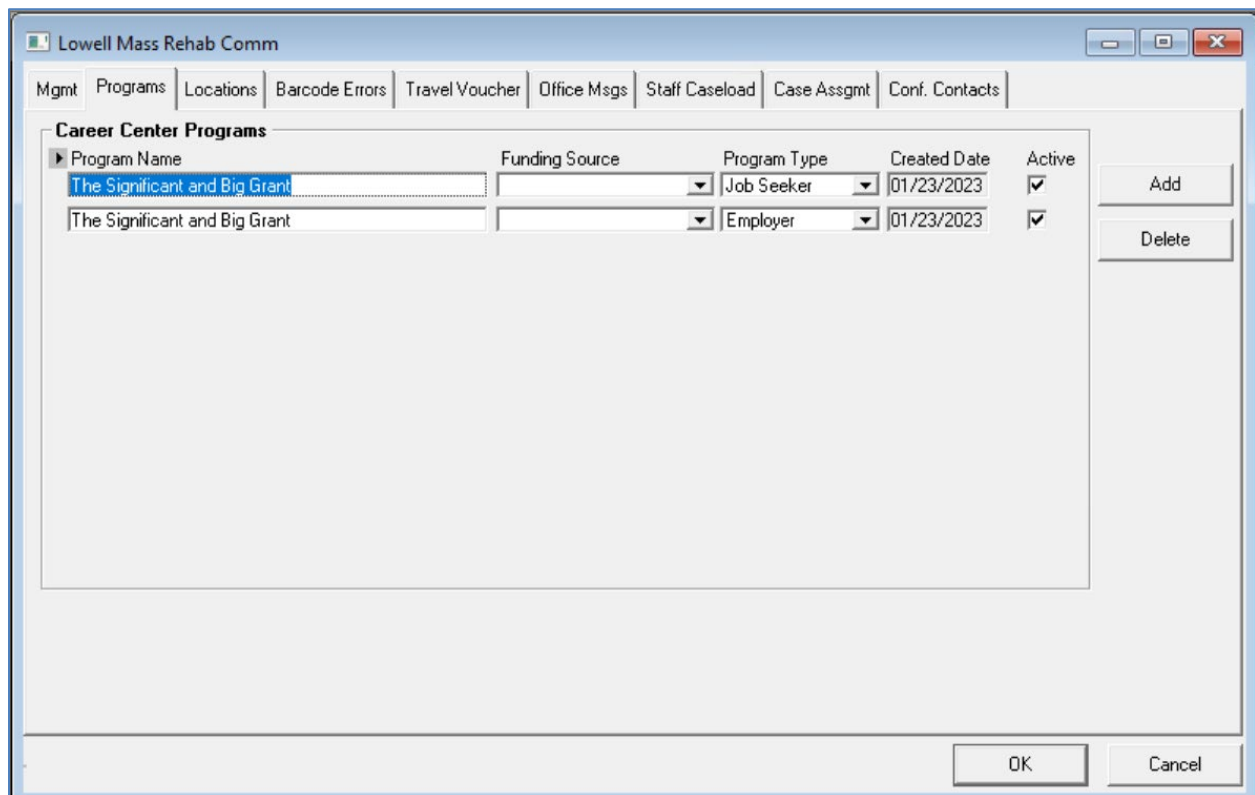 Lowell Mass Rehab Comm
Mgmt Programs Locations Barcode Errors Travel Voucher Office Msgs Staff Caseload Case Assgmt Conf. Contacts
Career Center Programs
Program Name Funding Source Program Type Created Date Active
The Significant and Big Grant Job Seeker 01/23/2023 Add
The Significant and Big Grant Employer 01/23/2023
Delete
OK Cancel